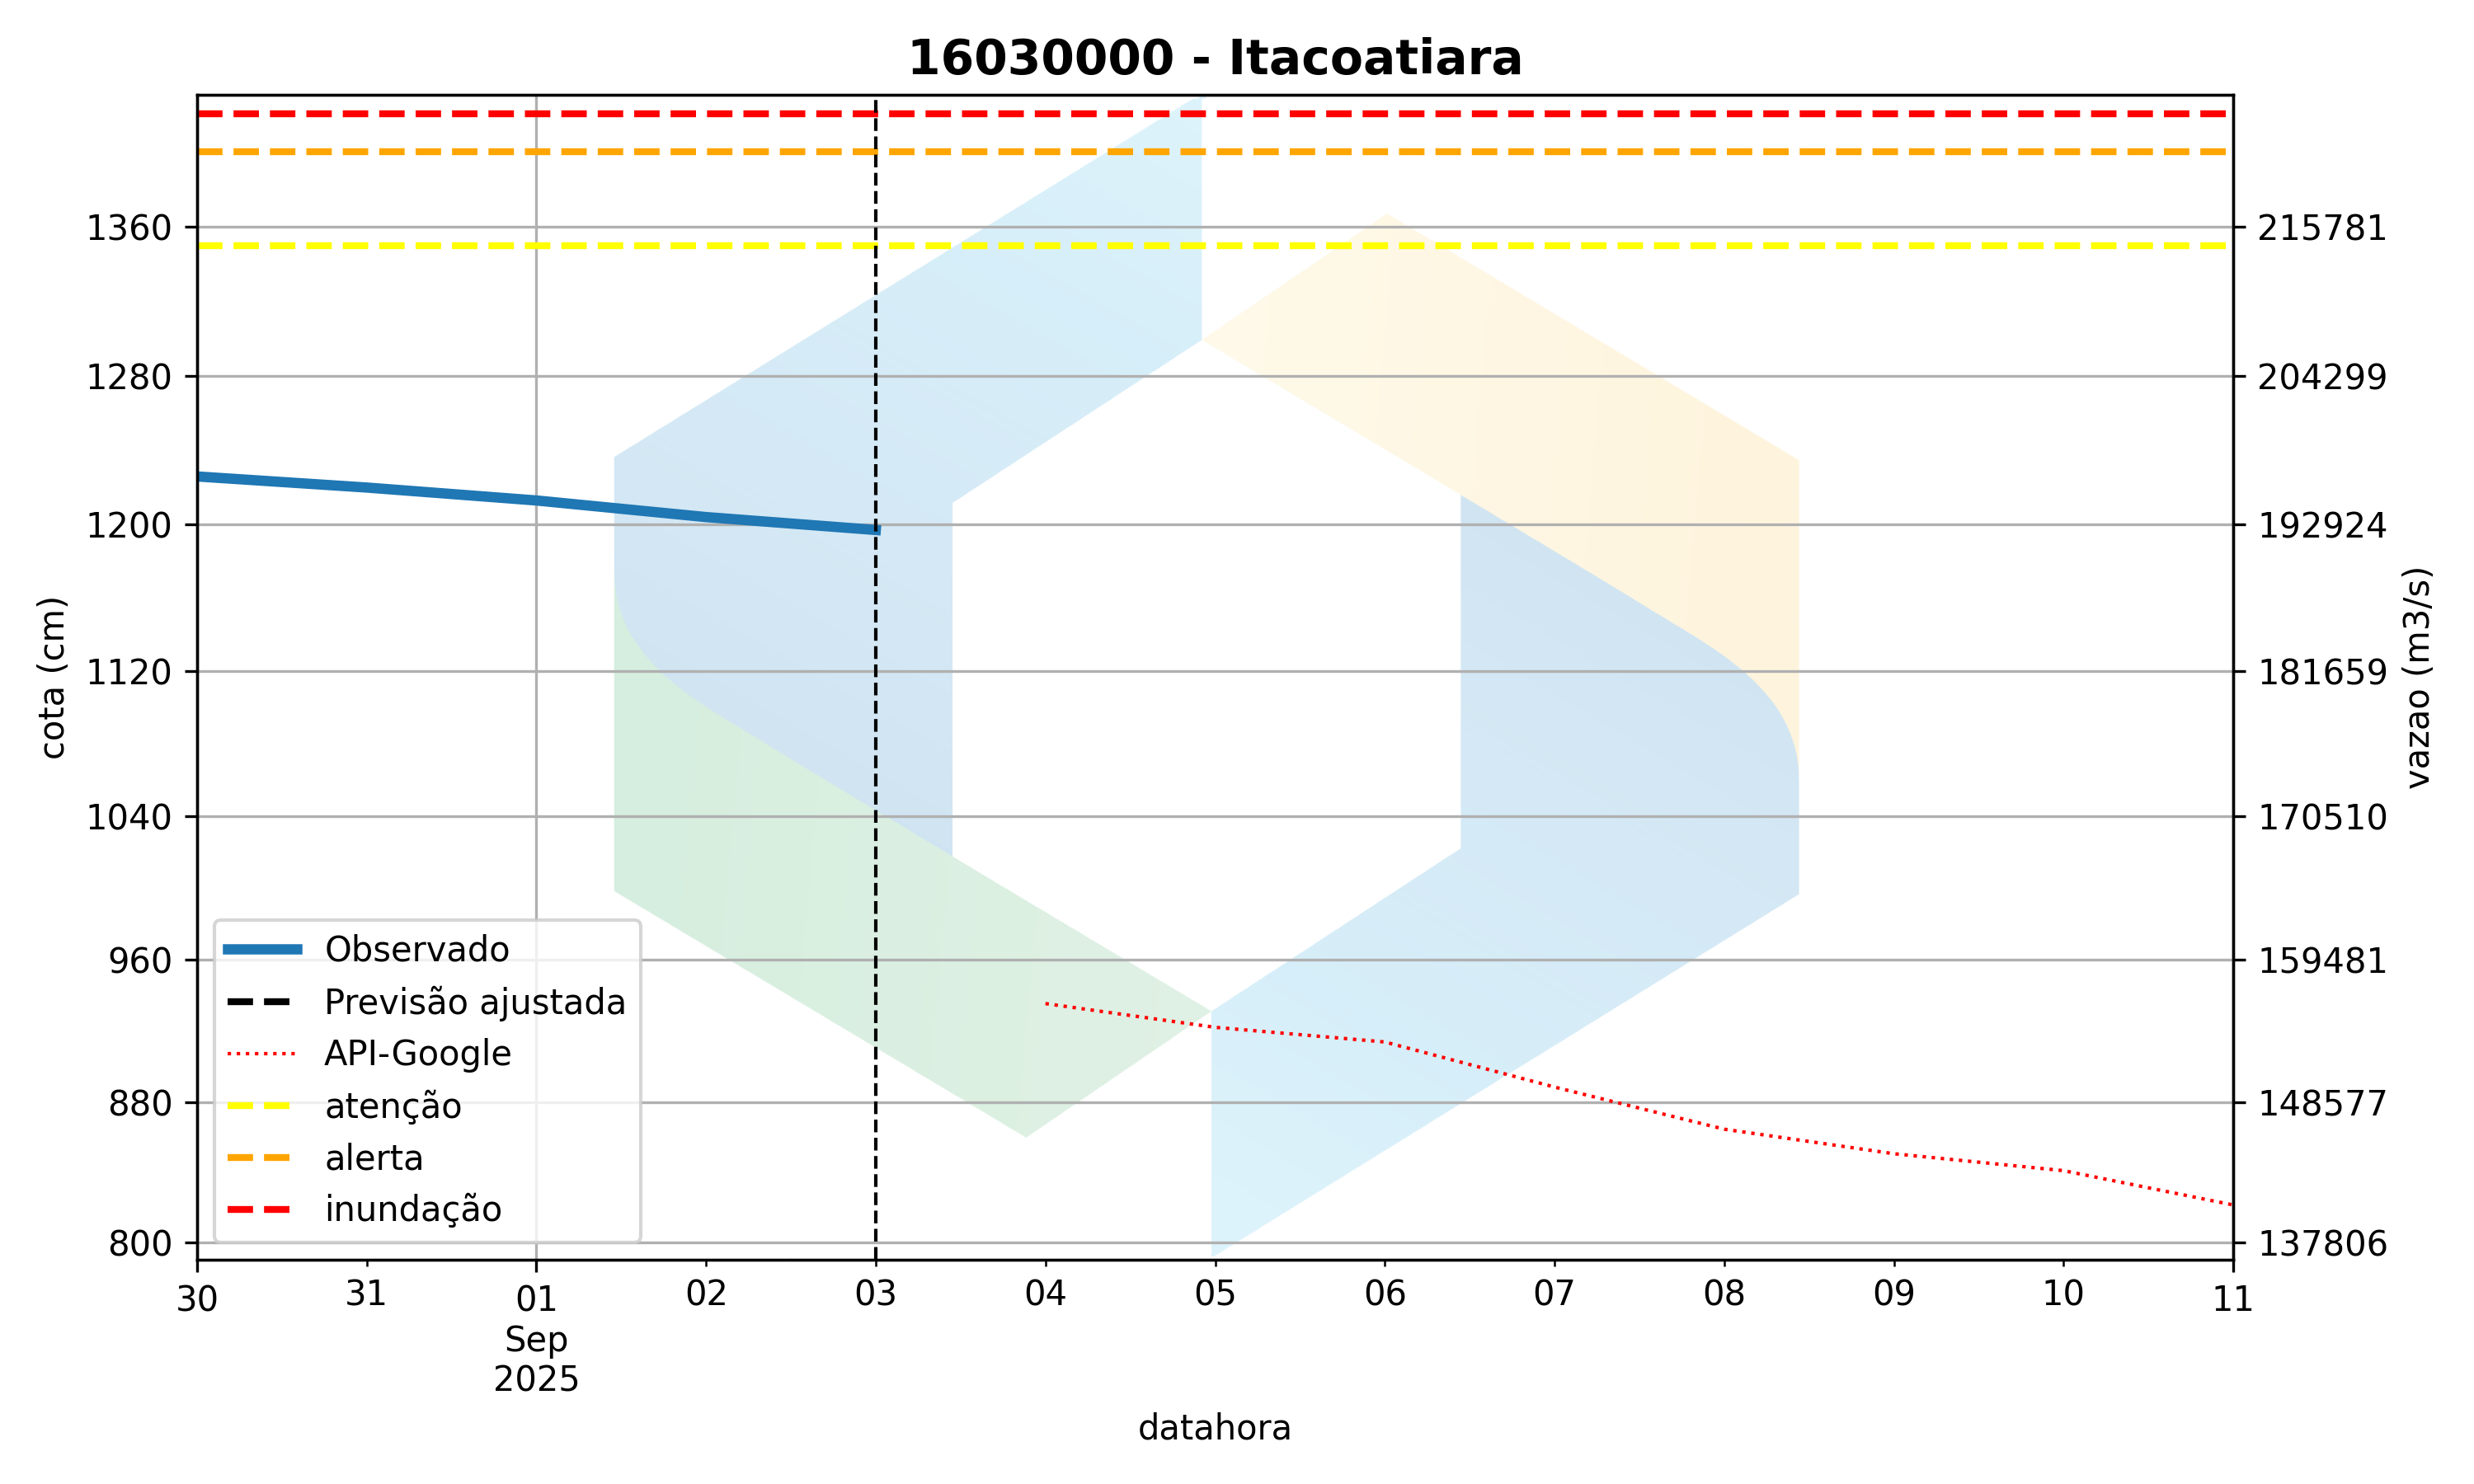 16030000 - Itacoatiara
1360
1280
1200
1120
1040
960
880
800
cota (cm)
215781
204299
192924
181659
170510
159481
148577
137806
vazao (m3/s)
Observado
Previsão ajustada
API-Google
atenção
alerta
inundação
30 31 01 02 03 04 05 06 07 08 09 10 11
Sep
2025
datahora